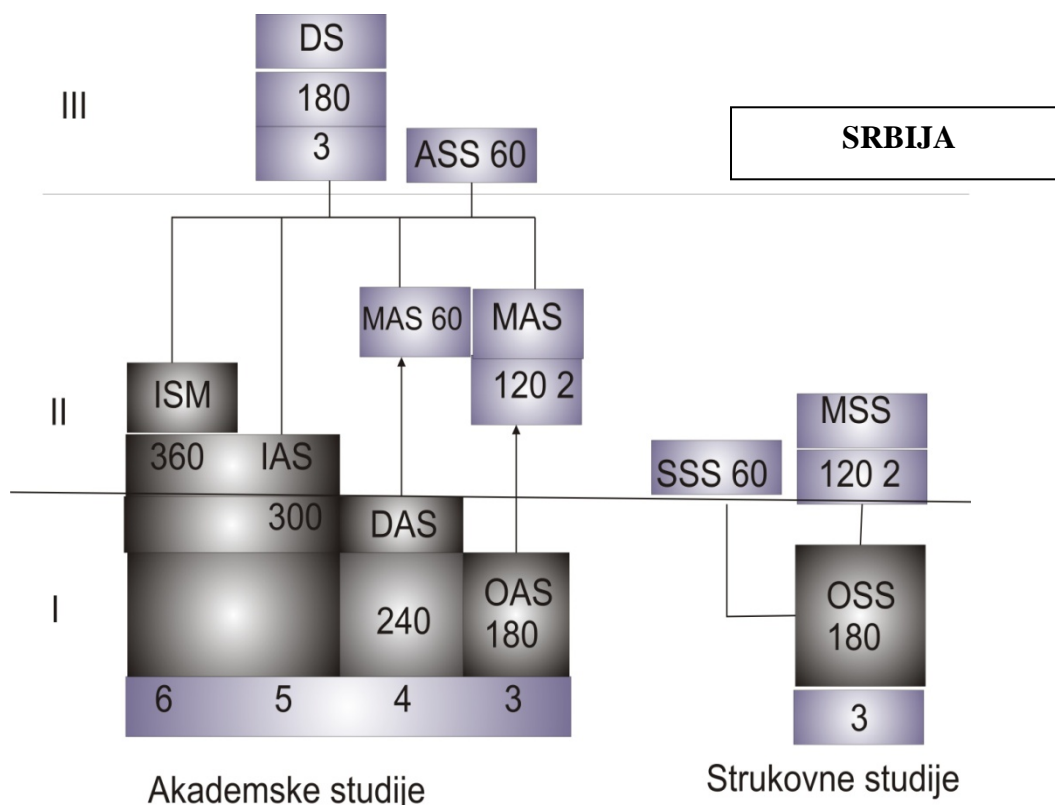 DS
III
180
3
ASS 60
SRBIJA
MAS 60
MAS
120 2
ISM
II
360
IAS
MSS
SSS 60
120 2
300
DAS
I
240
OAS
180
OSS
180
6
5
4
3
3
Akademske studije
Strukovne studije